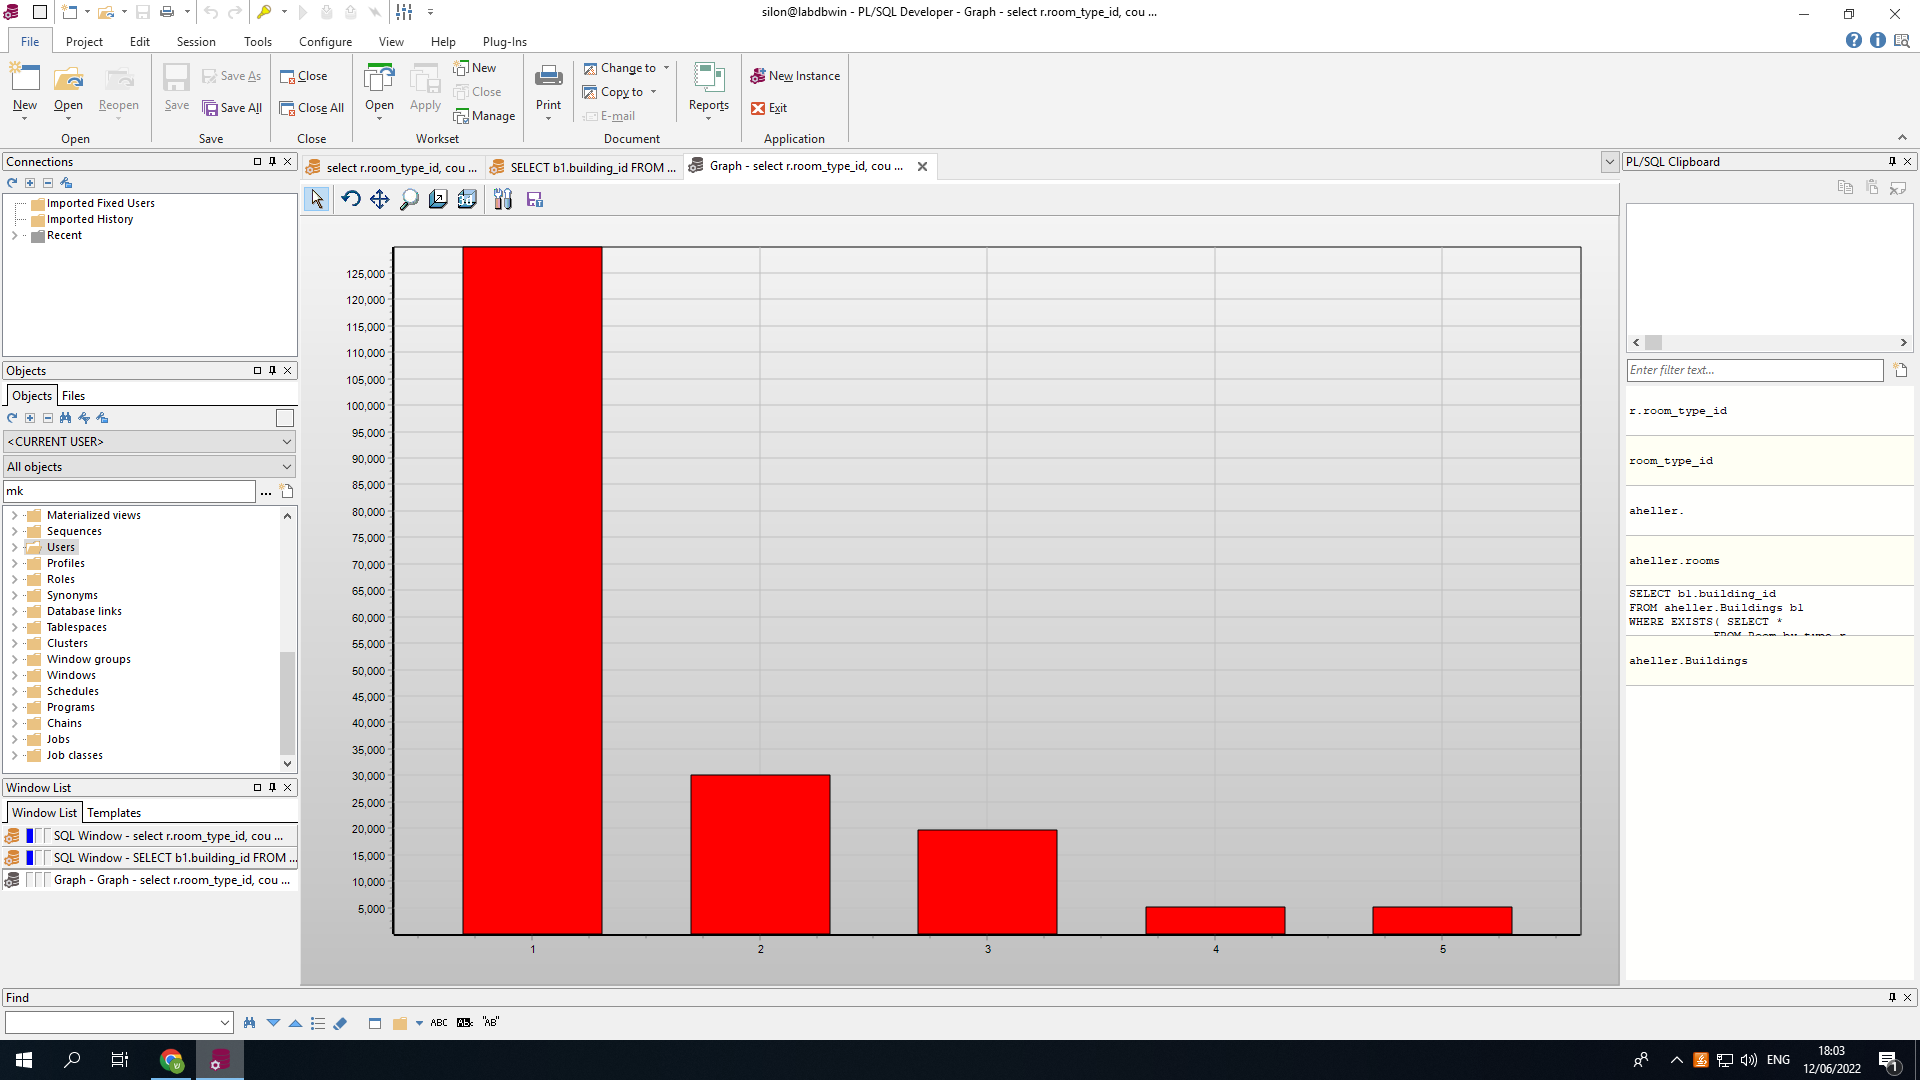 silon@labdbwin - PL/SQL Developer - Graph - select r.room_type_id, cou ...
File Project Edit Session Tools Configure View Help Plug-Ins
New Open Reopen
Open
Save Save As Save All
Save
Close
Close All
Close
Open Apply New
Close
Manage
Workset
Print Change to
Copy to
E-mail
Document
Reports
New Instance
Exit
Application
Connections
Imported Fixed Users
Imported History
Recent
Objects
Objects Files
<CURRENT USER>
All objects
mk
...
Materialized views
Sequences
Users
Profiles
Roles
Synonyms
Database links
Tablespaces
Clusters
Window groups
Windows
Schedules
Programs
Chains
Jobs
Job classes
Window List
Window List Templates
SQL Window - select r.room_type_id, cou ...
SQL Window - SELECT b1.building_id FROM ...
Graph - Graph - select r.room_type_id, cou ...
select r.room_type_id, cou ... SELECT b1.building_id FROM ... Graph - select r.room_type_id, cou ...
3d
125,000
120,000
115,000
110,000
105,000
100,000
95,000
90,000
85,000
80,000
75,000
70,000
65,000
60,000
55,000
50,000
45,000
40,000
35,000
30,000
25,000
20,000
15,000
10,000
5,000
1 2 3 4 5
PL/SQL Clipboard
Enter filter text...
r.room_type_id
room_type_id
aheller.
aheller.rooms
SELECT b1.building_id
FROM aheller.Buildings b1
WHERE EXISTS( SELECT *
FROM Room_by_type r
aheller.Buildings
Find
ABC AB "AB"
ENG
18:03
12/06/2022
1